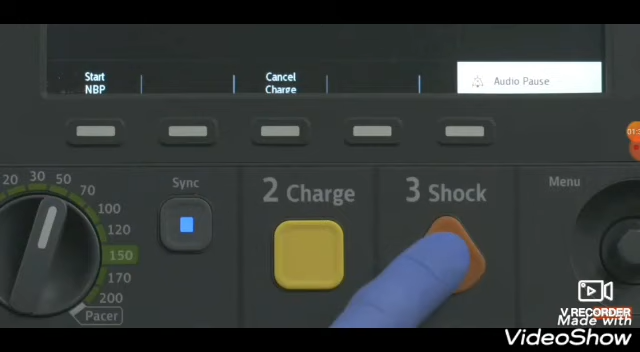 Start
NBP
Cancel
Charge
Audio Pause
20 30 50 70
100
120
150
170
200
Pacer
Sync
2 Charge
3 Shock
Menu
V.RECORDER
Made with
VideoShow